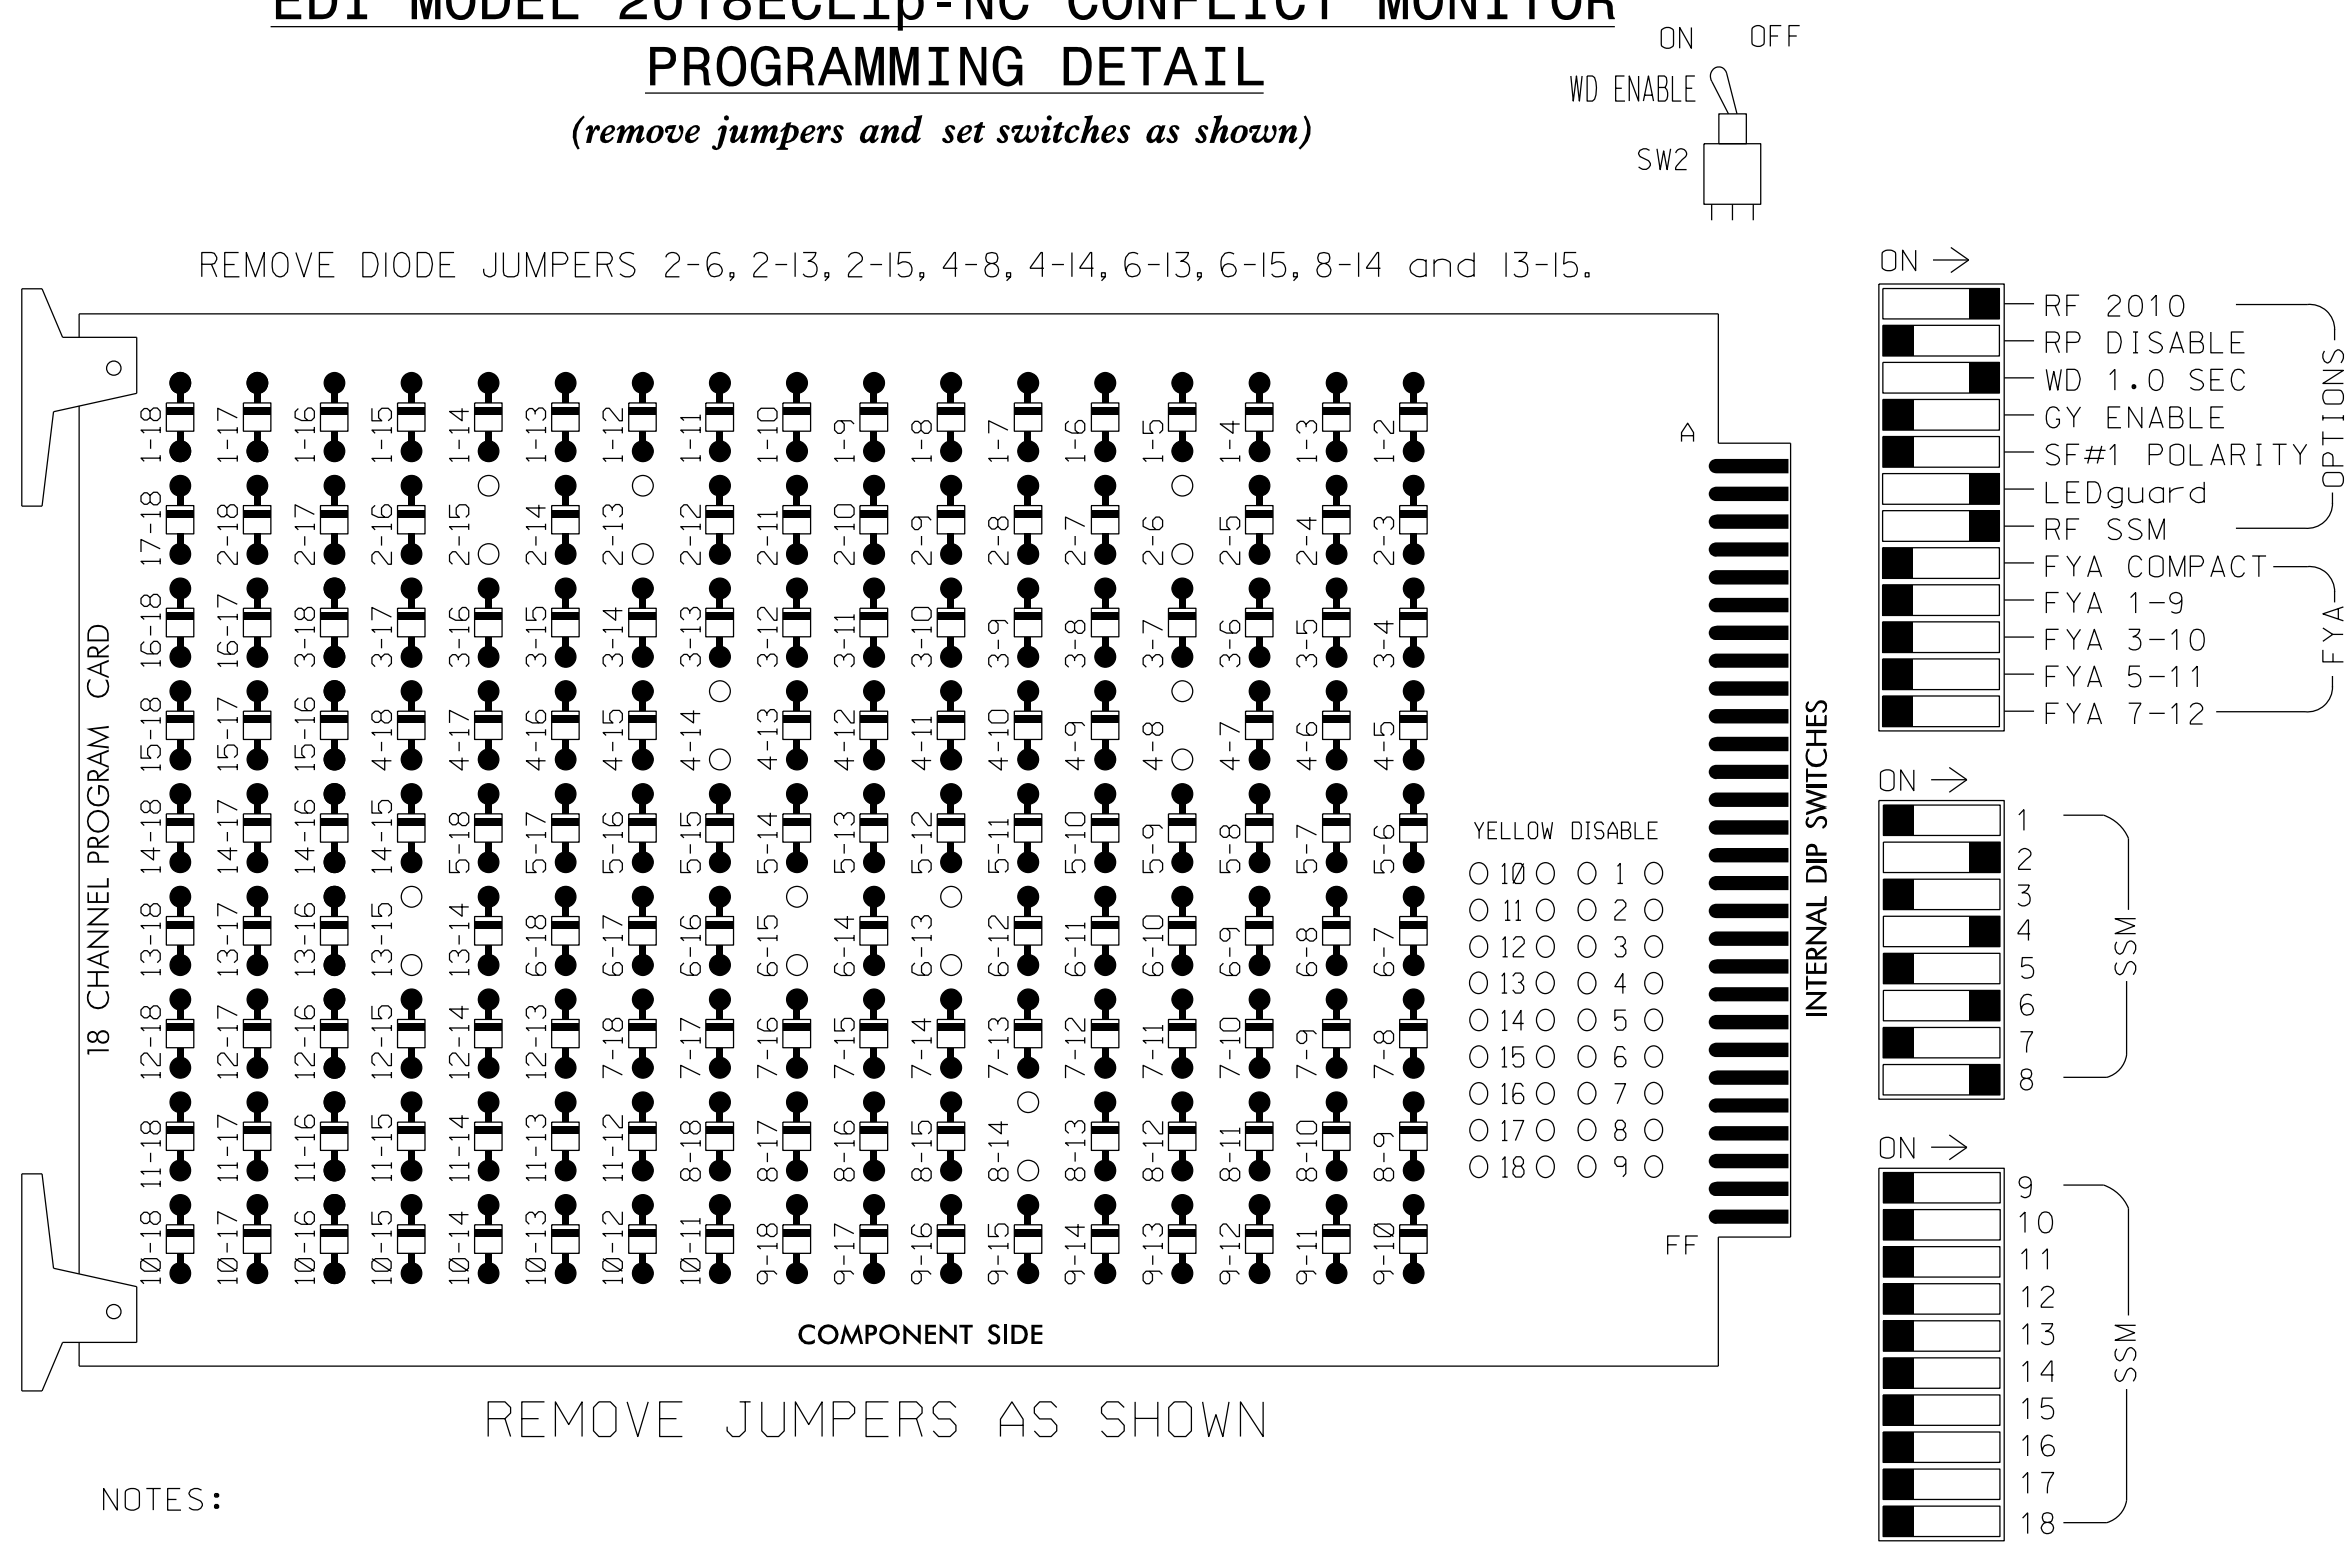 EDI MODEL 2018ECLip-NC CONFLICT MONITOR
PROGRAMMING DETAIL
(remove jumpers and set switches as shown)
ON OFF
WD ENABLE
SW2
REMOVE DIODE JUMPERS 2-6, 2-13, 2-15, 4-8, 4-14, 6-13, 6-15, 8-14 and 13-15.
18 CHANNEL PROGRAM CARD
1-18 1-17 1-16 1-15 1-14 1-13 1-12 1-11 1-10 1-9 1-8 1-7 1-6 1-5 1-4 1-3 1-2
17-18 2-18 2-17 2-16 2-15 2-14 2-13 2-12 2-11 2-10 2-9 2-8 2-7 2-6 2-5 2-4 2-3
16-18 16-17 3-18 3-17 3-16 3-15 3-14 3-13 3-12 3-11 3-10 3-9 3-8 3-7 3-6 3-5 3-4
15-18 15-17 15-16 4-18 4-17 4-16 4-15 4-14 4-13 4-12 4-11 4-10 4-9 4-8 4-7 4-6 4-5
14-18 14-17 14-16 14-15 5-18 5-17 5-16 5-15 5-14 5-13 5-12 5-11 5-10 5-9 5-8 5-7 5-6
13-18 13-17 13-16 13-15 13-14 6-18 6-17 6-16 6-15 6-14 6-13 6-12 6-11 6-10 6-9 6-8 6-7
12-18 12-17 12-16 12-15 12-14 12-13 7-18 7-17 7-16 7-15 7-14 7-13 7-12 7-11 7-10 7-9 7-8
11-18 11-17 11-16 11-15 11-14 11-13 11-12 8-18 8-17 8-16 8-15 8-14 8-13 8-12 8-11 8-10 8-9
10-18 10-17 10-16 10-15 10-14 10-13 10-12 10-11 9-18 9-17 9-16 9-15 9-14 9-13 9-12 9-11 9-10
A
YELLOW DISABLE
10 1
11 2
12 3
13 4
14 5
15 6
16 7
17 8
18 9
FF
COMPONENT SIDE
REMOVE JUMPERS AS SHOWN
NOTES:
INTERNAL DIP SWITCHES
ON
RF 2010
RP DISABLE
WD 1.0 SEC
GY ENABLE
SF#1 POLARITY
LEDguard
RF SSM
OPTIONS
FYA COMPACT
FYA 1-9
FYA 3-10
FYA 5-11
FYA 7-12
FYA
ON
1
2
3
4
5
6
7
8
SSM
ON
9
10
11
12
13
14
15
16
17
18
SSM